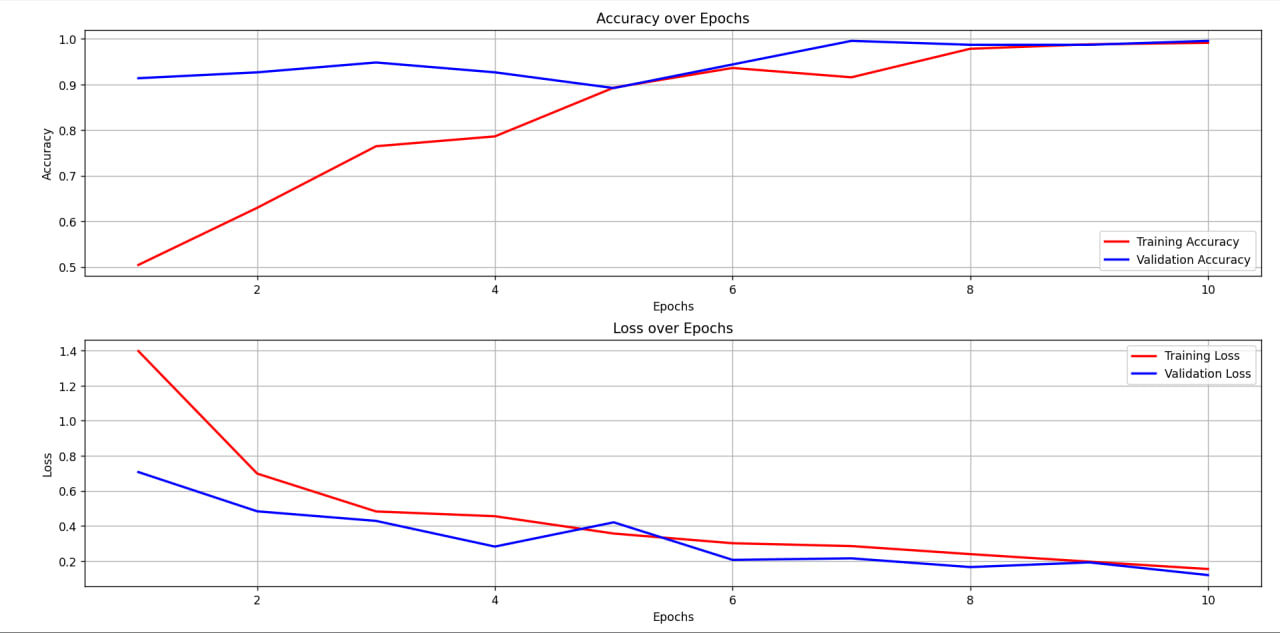 Accuracy over Epochs
1.0
0.9
0.8
0.7
0.6
0.5
Accuracy
2 4 6 8 10
Epochs
Training Accuracy
Validation Accuracy
Loss over Epochs
1.4
1.2
1.0
0.8
0.6
0.4
0.2
Loss
2 4 6 8 10
Epochs
Training Loss
Validation Loss